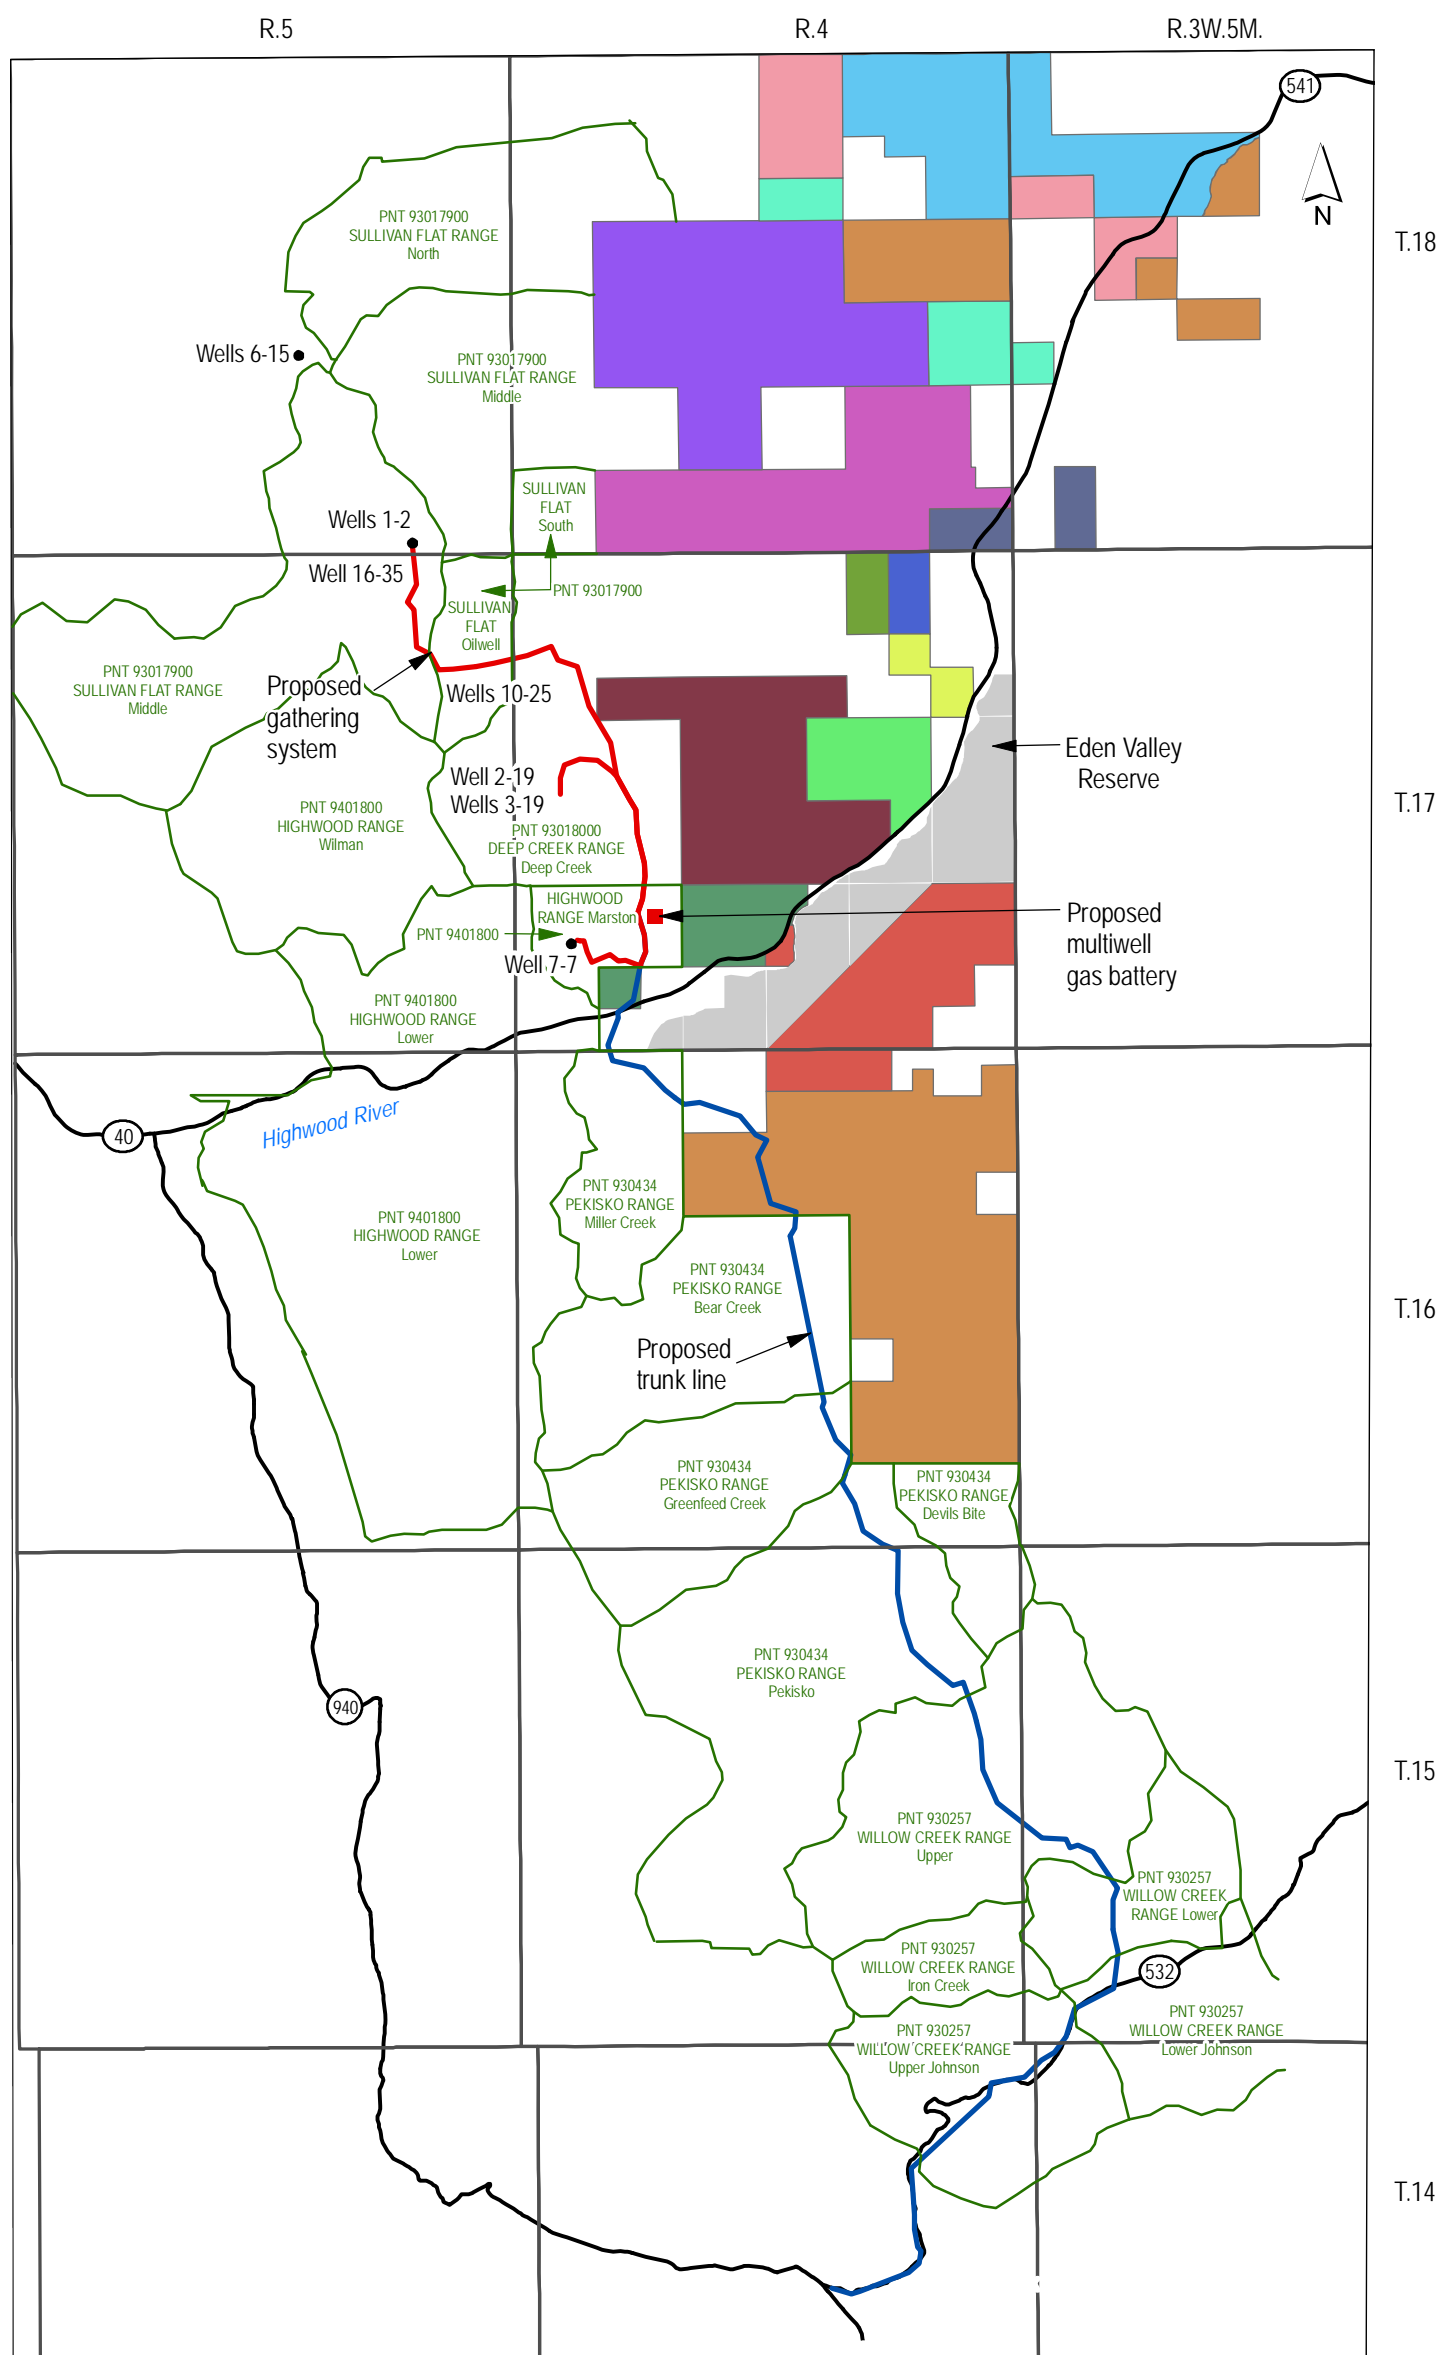 R.5
R.4
R.3W.5M.
541
N
T.18
PNT 93017900
SULLIVAN FLAT RANGE
North
Wells 6-15
PNT 93017900
SULLIVAN FLAT RANGE
Middle
SULLIVAN
FLAT
South
Wells 1-2
Well 16-35
PNT 93017900
SULLIVAN
FLAT
Oilwell
PNT 93017900
SULLIVAN FLAT RANGE
Middle
Proposed
gathering
system
Wells 10-25
Eden Valley
Reserve
Well 2-19
Wells 3-19
T.17
PNT 9401800
HIGHWOOD RANGE
Wilman
PNT 93018000
DEEP CREEK RANGE
Deep Creek
HIGHWOOD
RANGE Marston
PNT 9401800
Well 7-7
Proposed
multiwell
gas battery
PNT 9401800
HIGHWOOD RANGE
Lower
Highwood River
40
PNT 930434
PEKISKO RANGE
Miller Creek
PNT 9401800
HIGHWOOD RANGE
Lower
PNT 930434
PEKISKO RANGE
Bear Creek
T.16
Proposed
trunk line
PNT 930434
PEKISKO RANGE
Greenfeed Creek
PNT 930434
PEKISKO RANGE
Devils Bite
PNT 930434
PEKISKO RANGE
Pekisko
940
T.15
PNT 930257
WILLOW CREEK RANGE
Upper
PNT 930257
WILLOW CREEK
RANGE Lower
PNT 930257
WILLOW CREEK RANGE
Iron Creek
532
PNT 930257
WILLOW CREEK RANGE
Lower Johnson
PNT 930257
WILLOW CREEK RANGE
Upper Johnson
T.14